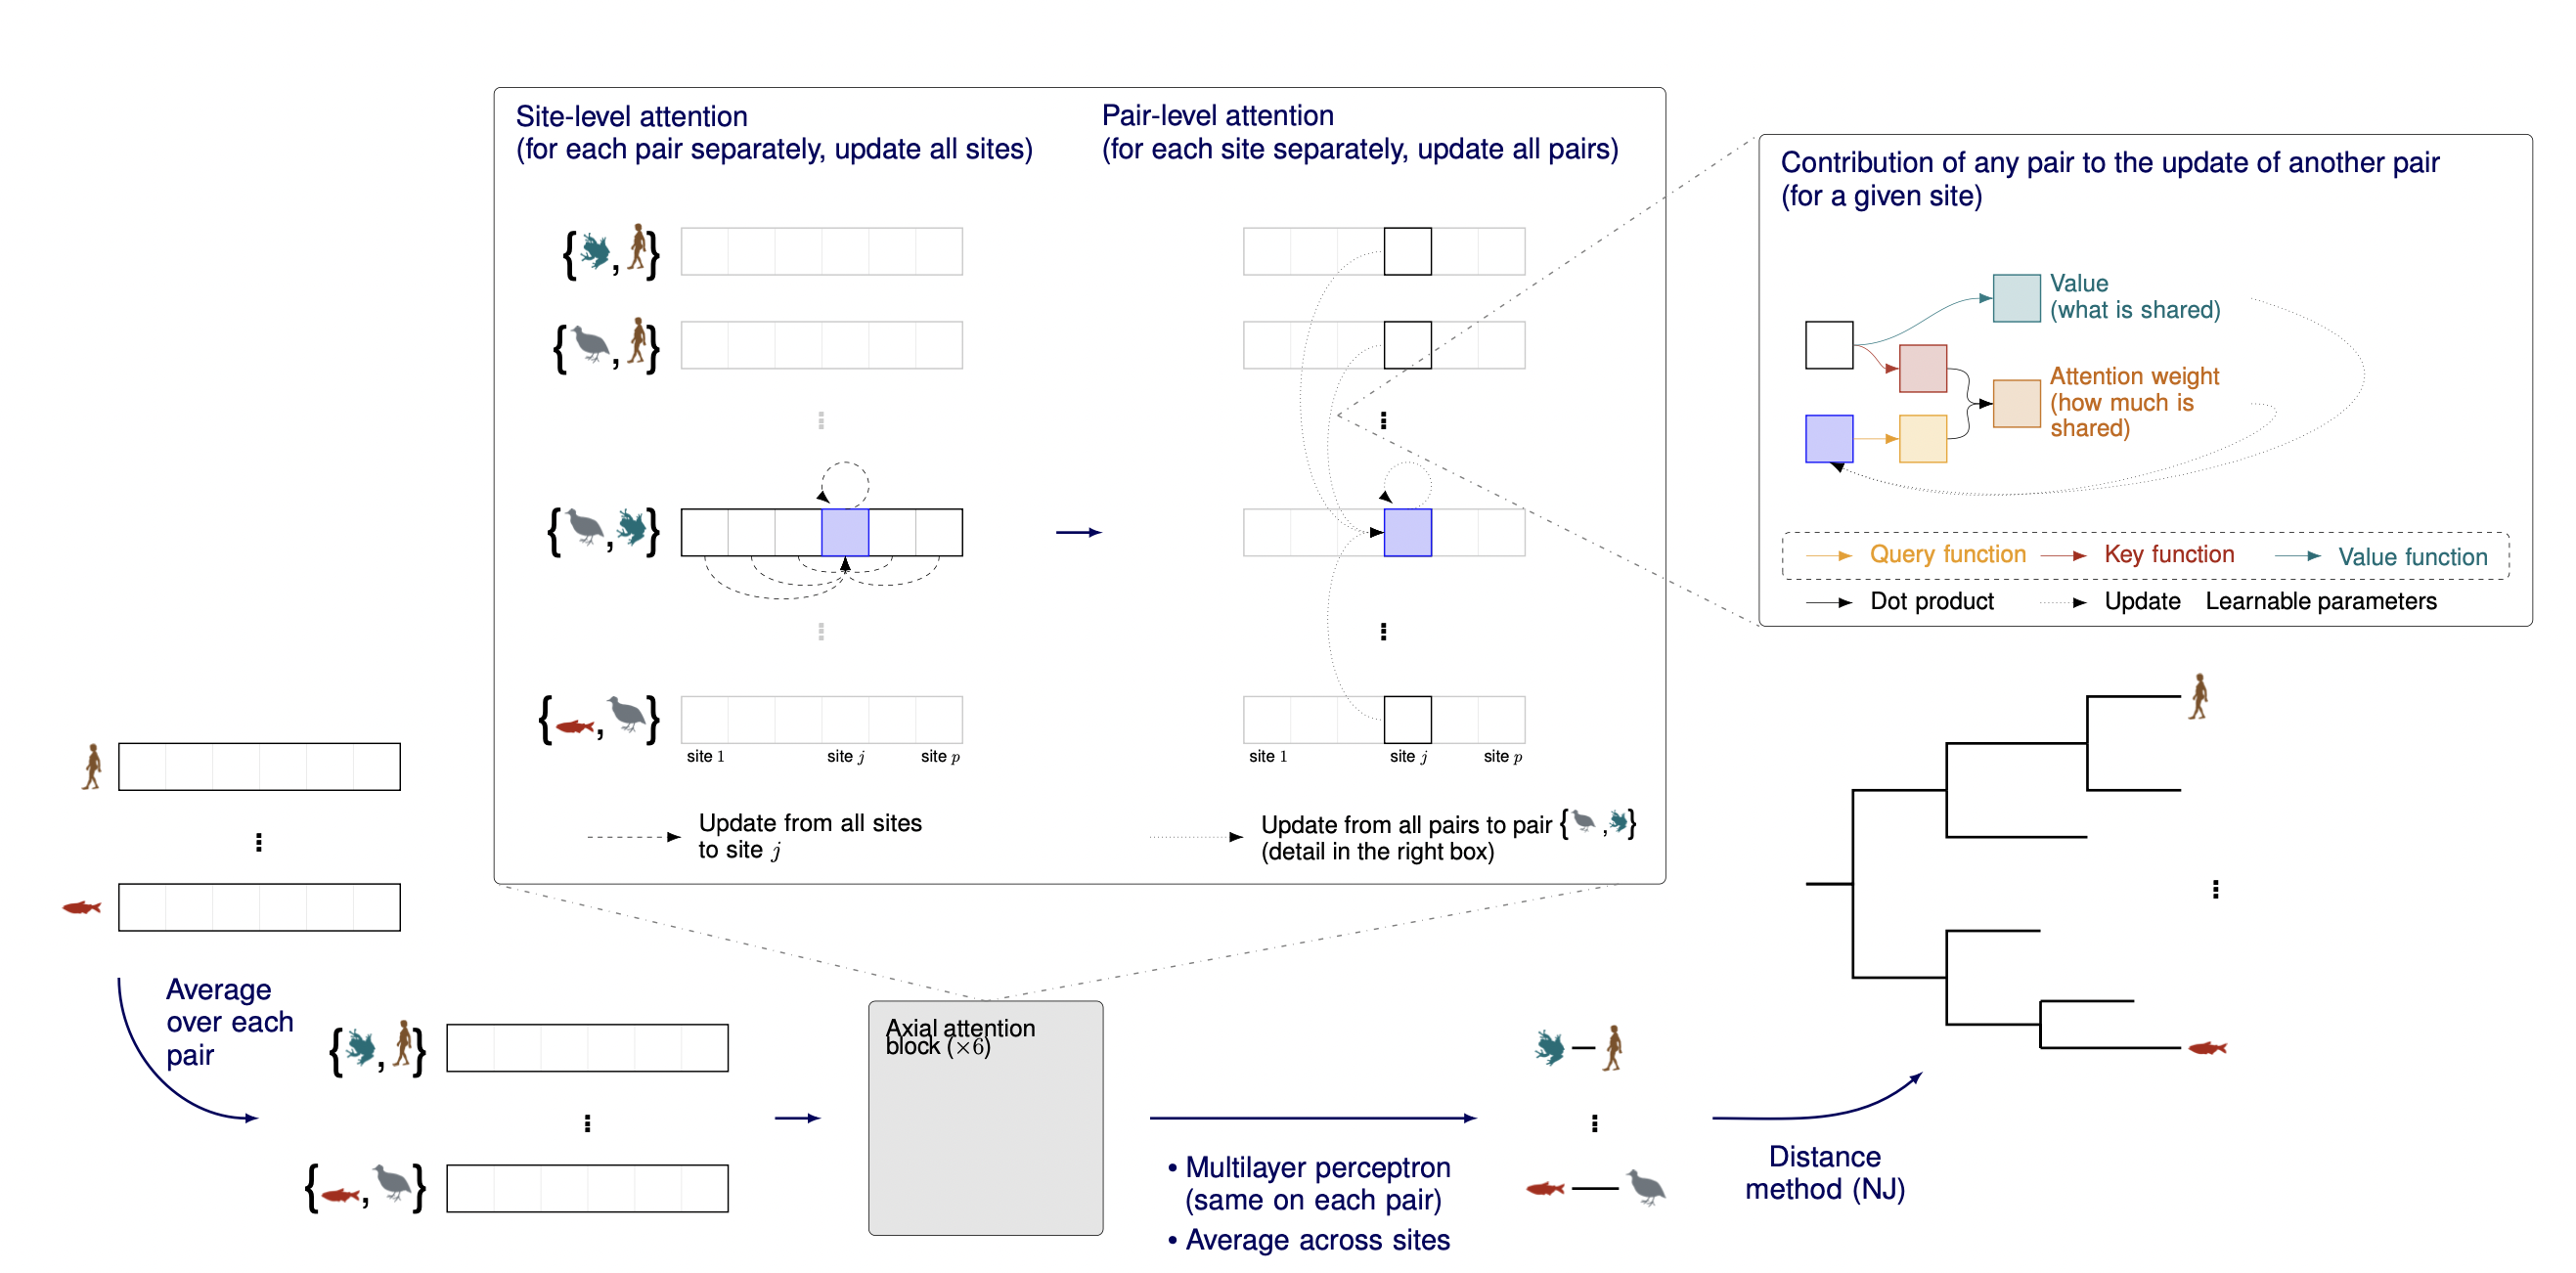 Site-level attention
(for each pair separately, update all sites)
Pair-level attention
(for each site separately, update all pairs)
{ , }
{ , }
{ , }
{ , }
site 1
site j
site p
site 1
site j
site p
Update from all sites
to site j
Update from all pairs to pair { , }
(detail in the right box)
Contribution of any pair to the update of another pair
(for a given site)
Value
(what is shared)
Attention weight
(how much is
shared)
Query function
Key function
Value function
Dot product
Update
Learnable parameters
Average
over each
pair
{ , }
{ , }
Axial attention
block (×6)
• Multilayer perceptron
(same on each pair)
• Average across sites
Distance
method (NJ)